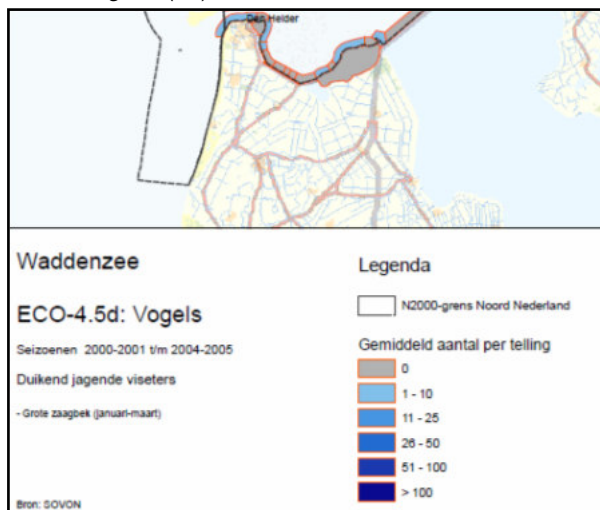 Den Helder
Waddenzee
ECO-4.5d: Vogels
Seizoenen 2000-2001 t/m 2004-2005
Duikend jagende viseters
- Grote zaagbek (januari-maart)
Bron: SOVON
Legenda
N2000-grens Noord Nederland
Gemiddeld aantal per telling
0
1 - 10
11 - 25
26 - 50
51 - 100
> 100